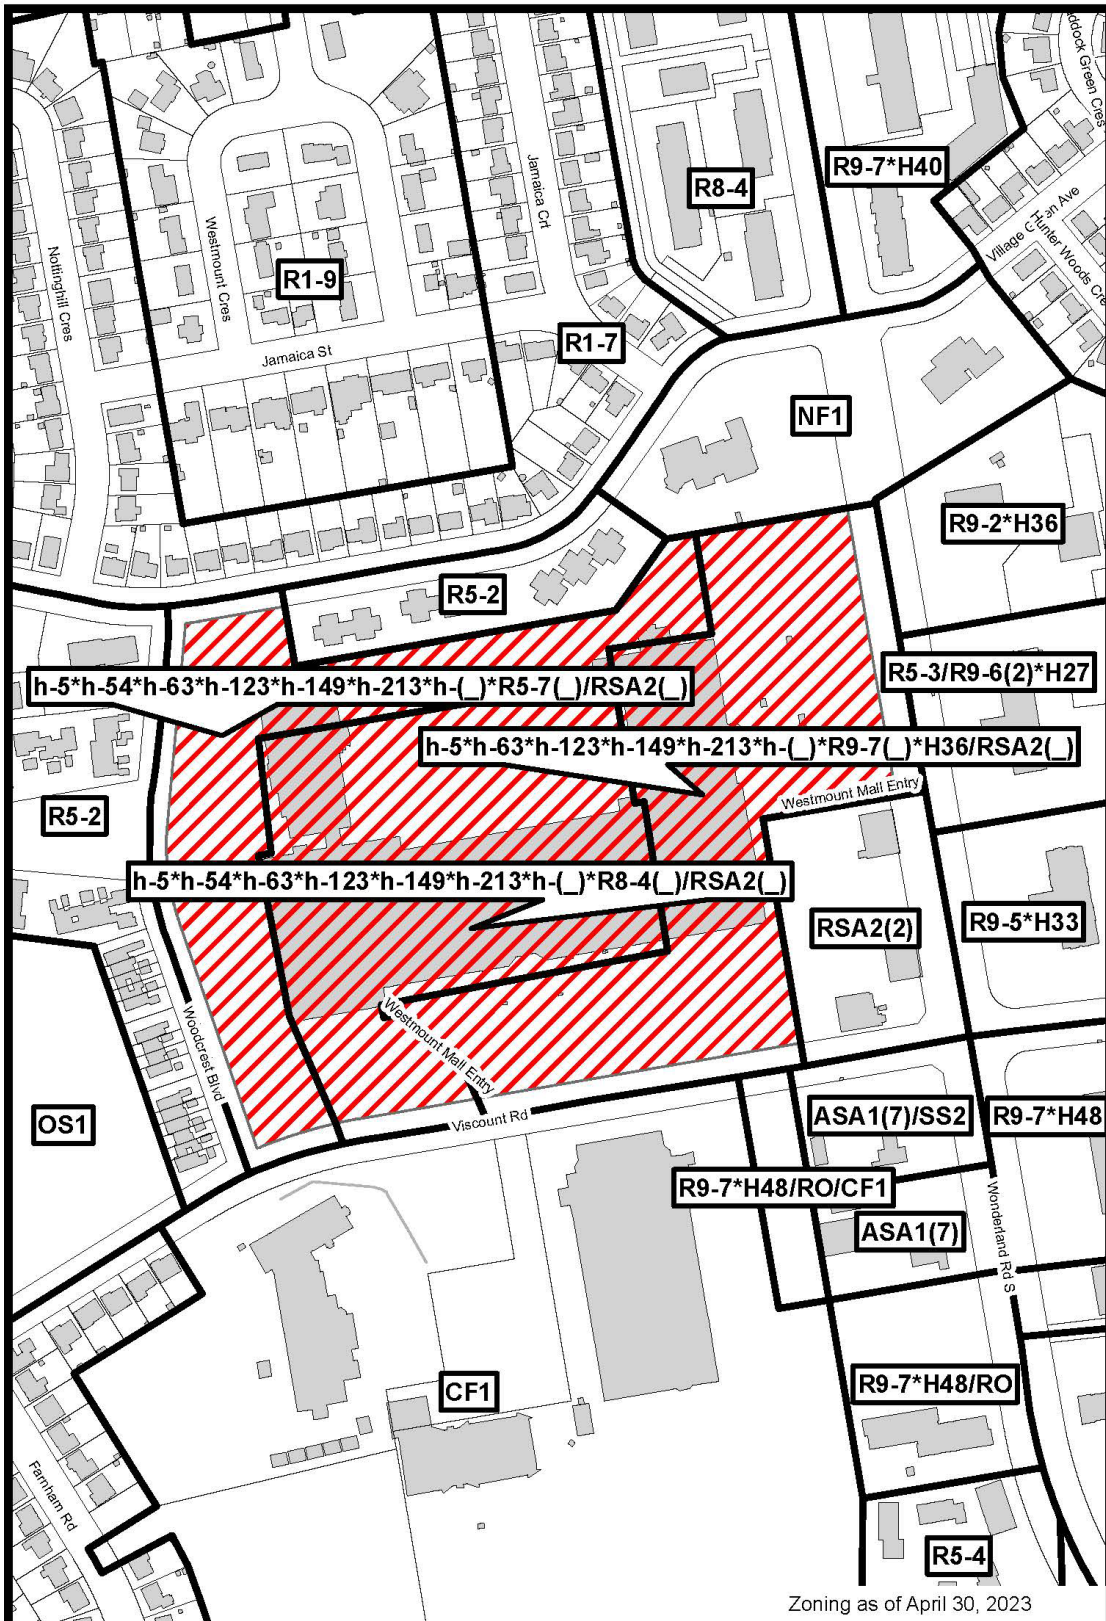 R9-7*H40
R8-4
Jamaica Crt
Nottinghill Cres
Westmount Cres
R1-9
Hunter Woods Cre
R1-7
Jamaica St
NF1
R9-2*H36
R5-2
h-5*h-54*h-63*h-123*h-149*h-213*h-(_)*R5-7(_)/RSA2(_)
R5-3/R9-6(2)*H27
h-5*h-63*h-123*h-149*h-213*h-(_)*R9-7(_)*H36/RSA2(_)
Westmount Mall Entry
R5-2
h-5*h-54*h-63*h-123*h-149*h-213*h-(_)*R8-4(_)/RSA2(_)
RSA2(2)
R9-5*H33
Woodcrest Blvd
Westmount Mall Entry
Viscount Rd
OS1
ASA1(7)/SS2
R9-7*H48
R9-7*H48/RO/CF1
ASA1(7)
Wonderland Rd S
R9-7*H48/RO
CF1
Farnham Rd
R5-4
Zoning as of April 30, 2023